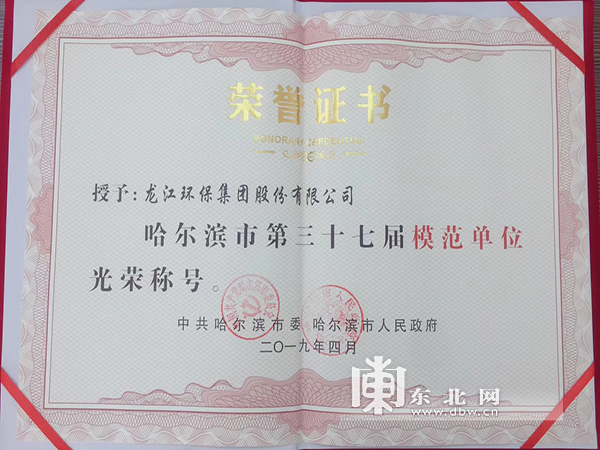 荣誉证书
授予：龙江环保集团股份有限公司
哈尔滨市第三十七届模范单位
光荣称号。
中共哈尔滨市委 哈尔滨市人民政府
二〇一九年四月
東 东北网
www.dbw.cn